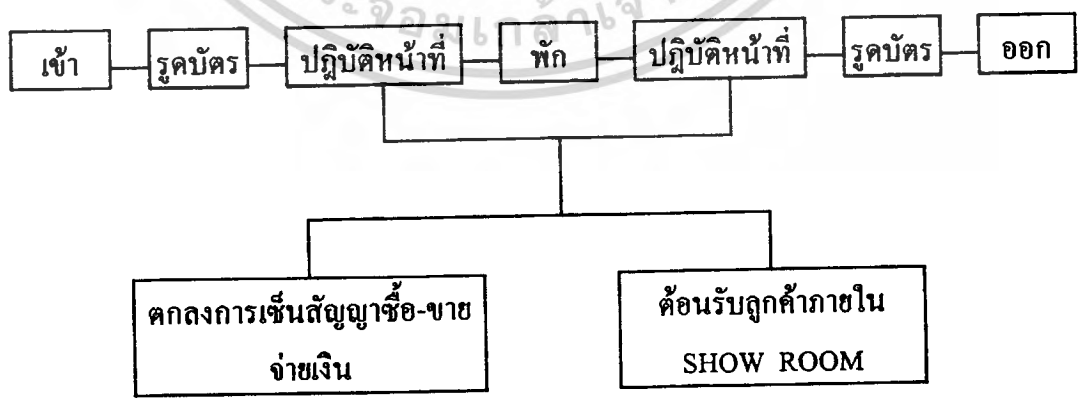 เข้า
รูดบัตร
ปฎิบัติหน้าที่
พัก
ปฎิบัติหน้าที่
รูดบัตร
ออก
ตกลงการเซ็นสัญญาซื้อ-ขาย
จ่ายเงิน
ต้อนรับลูกค้าภายใน
SHOW ROOM